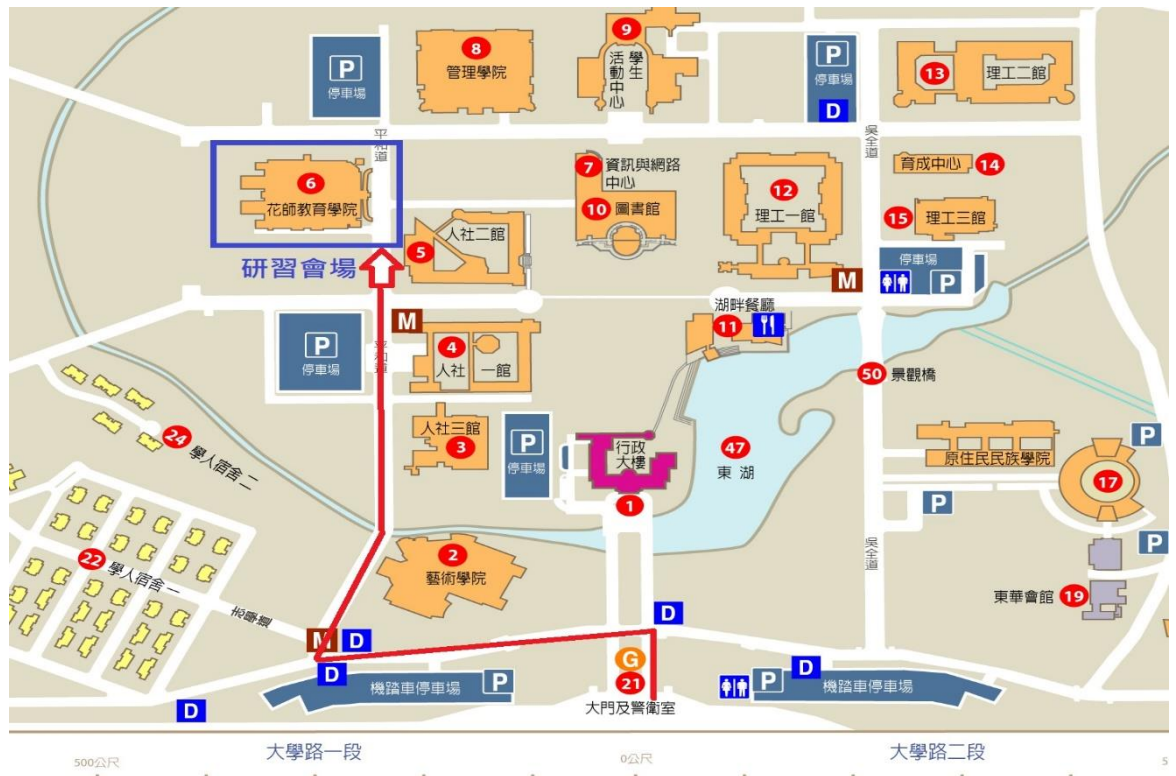 9
8
管理學院
學生
活動中心
P
停車場
P
停車場
D
13
理工二館
平和道
吳全道
7
資訊與網路
中心
育成中心
14
6
花師教育學院
12
理工一館
10
圖書館
15
理工三館
人社二館
5
研習會場
停車場
M
P
湖畔餐廳
11
M
P
停車場
4
人社
一館
平和道
50
景觀橋
人社三館
3
P
停車場
行政
大樓
47
東湖
24
學人宿舍二
原住民民族學院
P
17
1
P
22
學人宿舍一
2
藝術學院
吳全道
P
志學道
東華會館
19
M
D
D
D
G
21
D
機踏車停車場
P
D
P
機踏車停車場
大門及警衛室
500公尺
大學路一段
0公尺
大學路二段
5